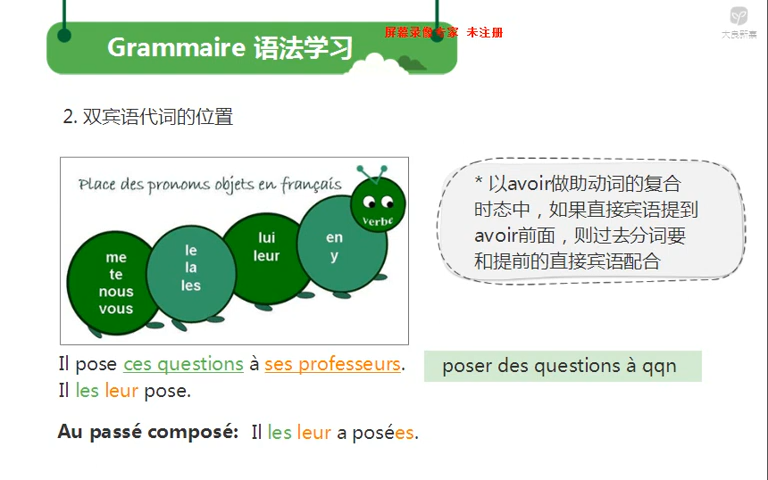 Grammaire 语法学习
屏幕录像专家 未注册
大良新嘉
2. 双宾语代词的位置
Place des pronoms objets en français
me
te
nous
vous
le
la
les
lui
leur
en
y
verbe
* 以avoir做助动词的复合
时态中，如果直接宾语提到
avoir前面，则过去分词要
和提前的直接宾语配合
Il pose ces questions à ses professeurs.
poser des questions à qqn
Il les leur pose.
Au passé composé: Il les leur a posées.